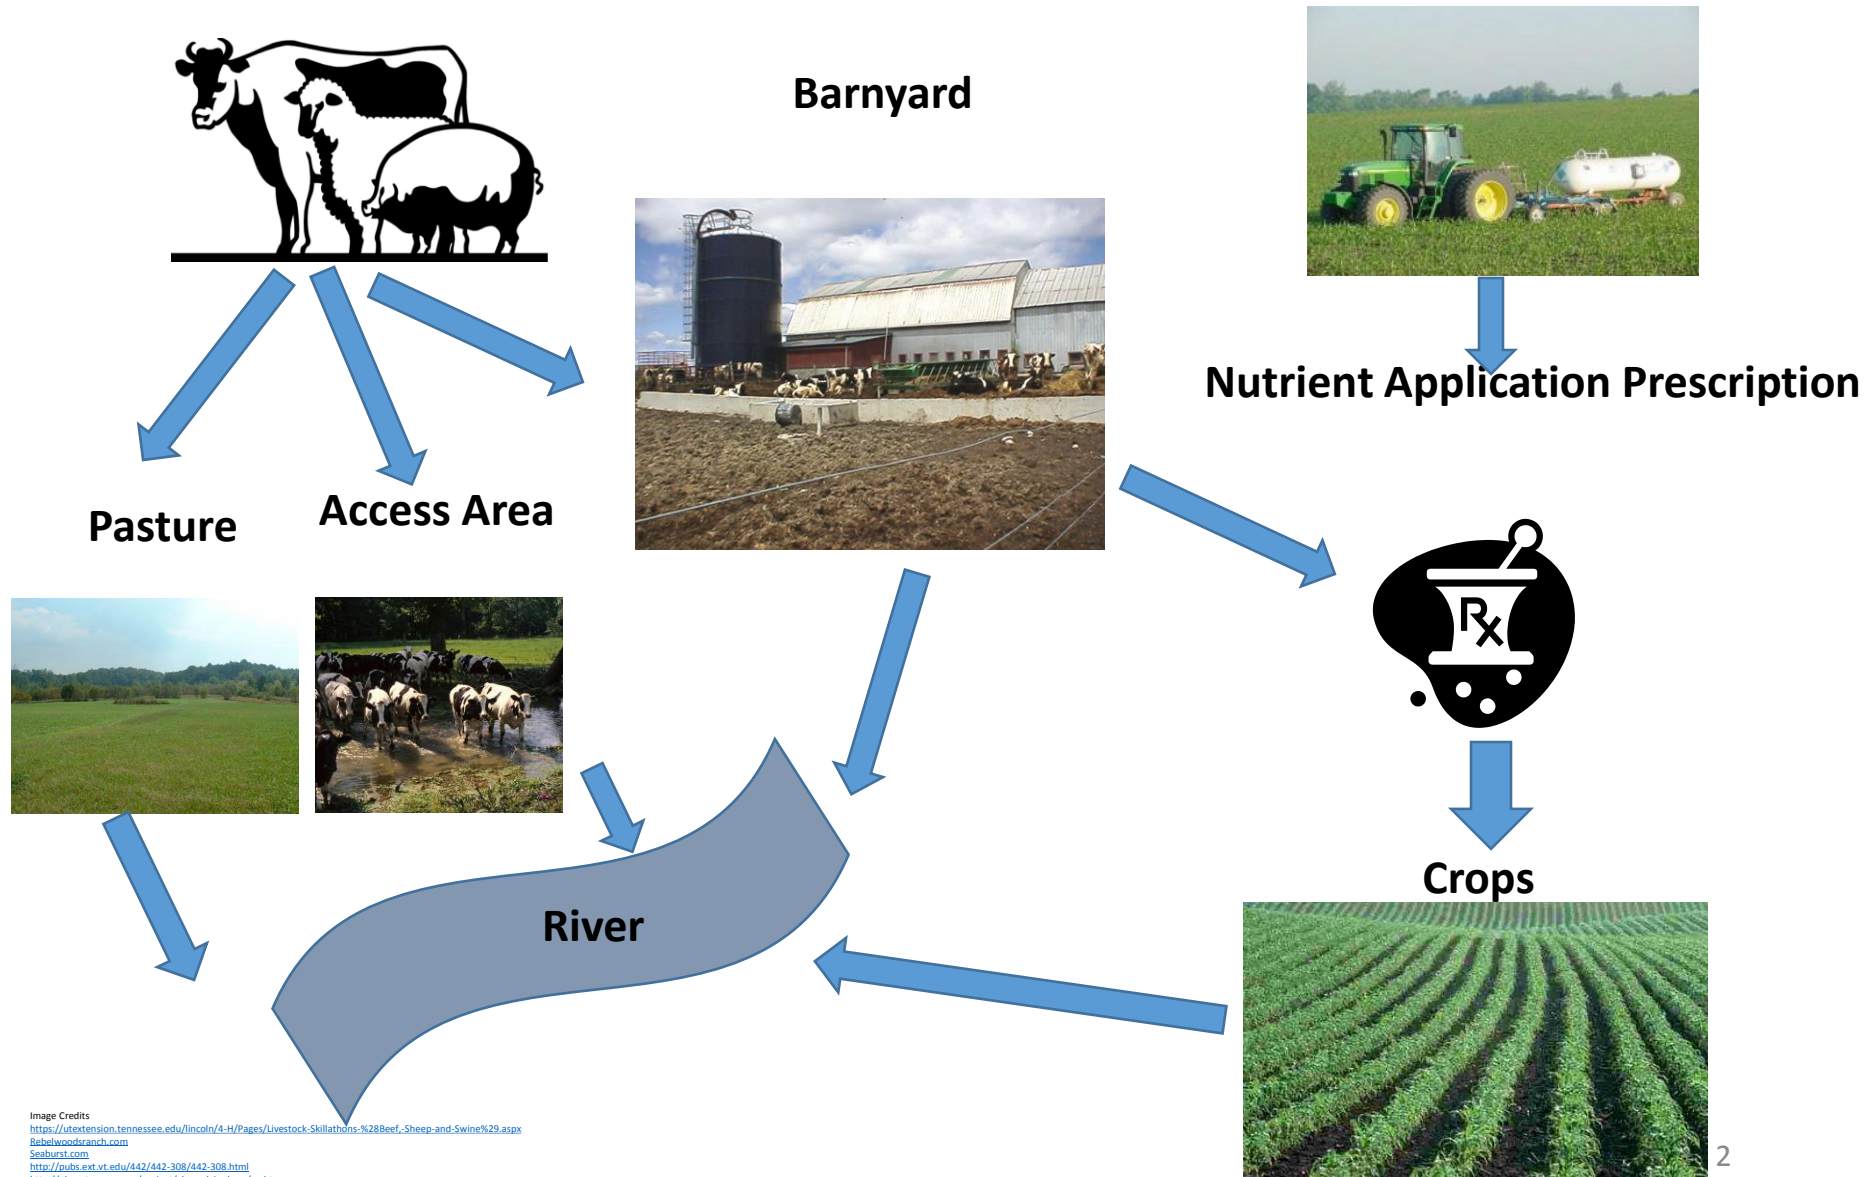 Barnyard
Nutrient Application Prescription
Pasture
Access Area
Rx
Crops
River
Image Credits
https://utextension.tennessee.edu/lincoln/4-H/Pages/Livestock-Skillathons-%28Beef,-Sheep-and-Swine%29.aspx
Rebelwoodsranch.com
Seaburst.com
http://pubs.ext.vt.edu/442/442-308/442-308.html
2